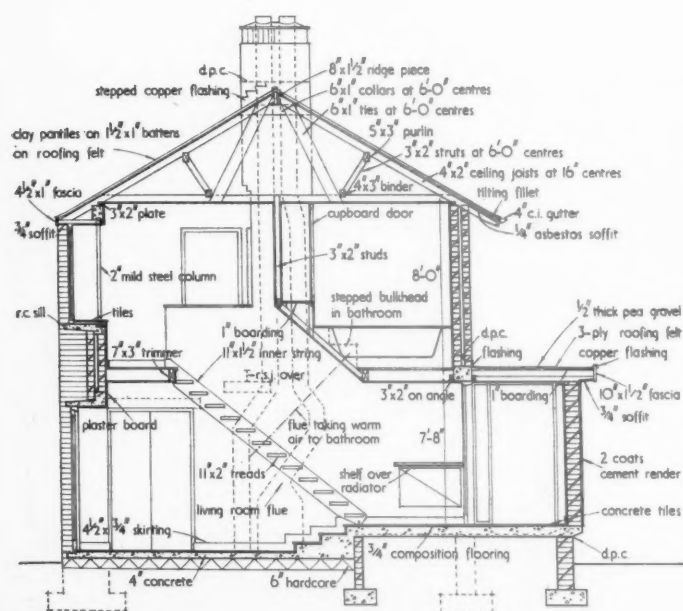 d.p.c.
stepped copper flashing
8"x1½" ridge piece
6"x1" collars at 6'-0" centres
6"x1" ties at 6'-0" centres
5"x3" purlin
3"x2" struts at 6'-0" centres
4"x2" ceiling joists at 16" centres
tilting fillet
4"x3" binder
4" c.i. gutter
¼" asbestos soffit
clay pantiles on 1½"x1" battens
on roofing felt
4½"x1" fascia
¾" soffit
3"x2" plate
cupboard door
2" mild steel column
3"x2" studs
8'-0"
stepped bulkhead
in bathroom
r.c. sill
tiles
1" boarding
7"x3" trimmer
11"x1½" inner string
r.s.j. over
d.p.c.
flashing
½" thick pea gravel
3-ply roofing felt
copper flashing
3"x2" on angle
1" boarding
10"x1½" fascia
¾" soffit
plaster board
flue taking warm
air to bathroom
7'-8"
2 coats
cement render
11"x2" treads
shelf over
radiator
living room flue
4½"x¾" skirting
concrete tiles
¾" composition flooring
d.p.c.
4" concrete
6" hardcore